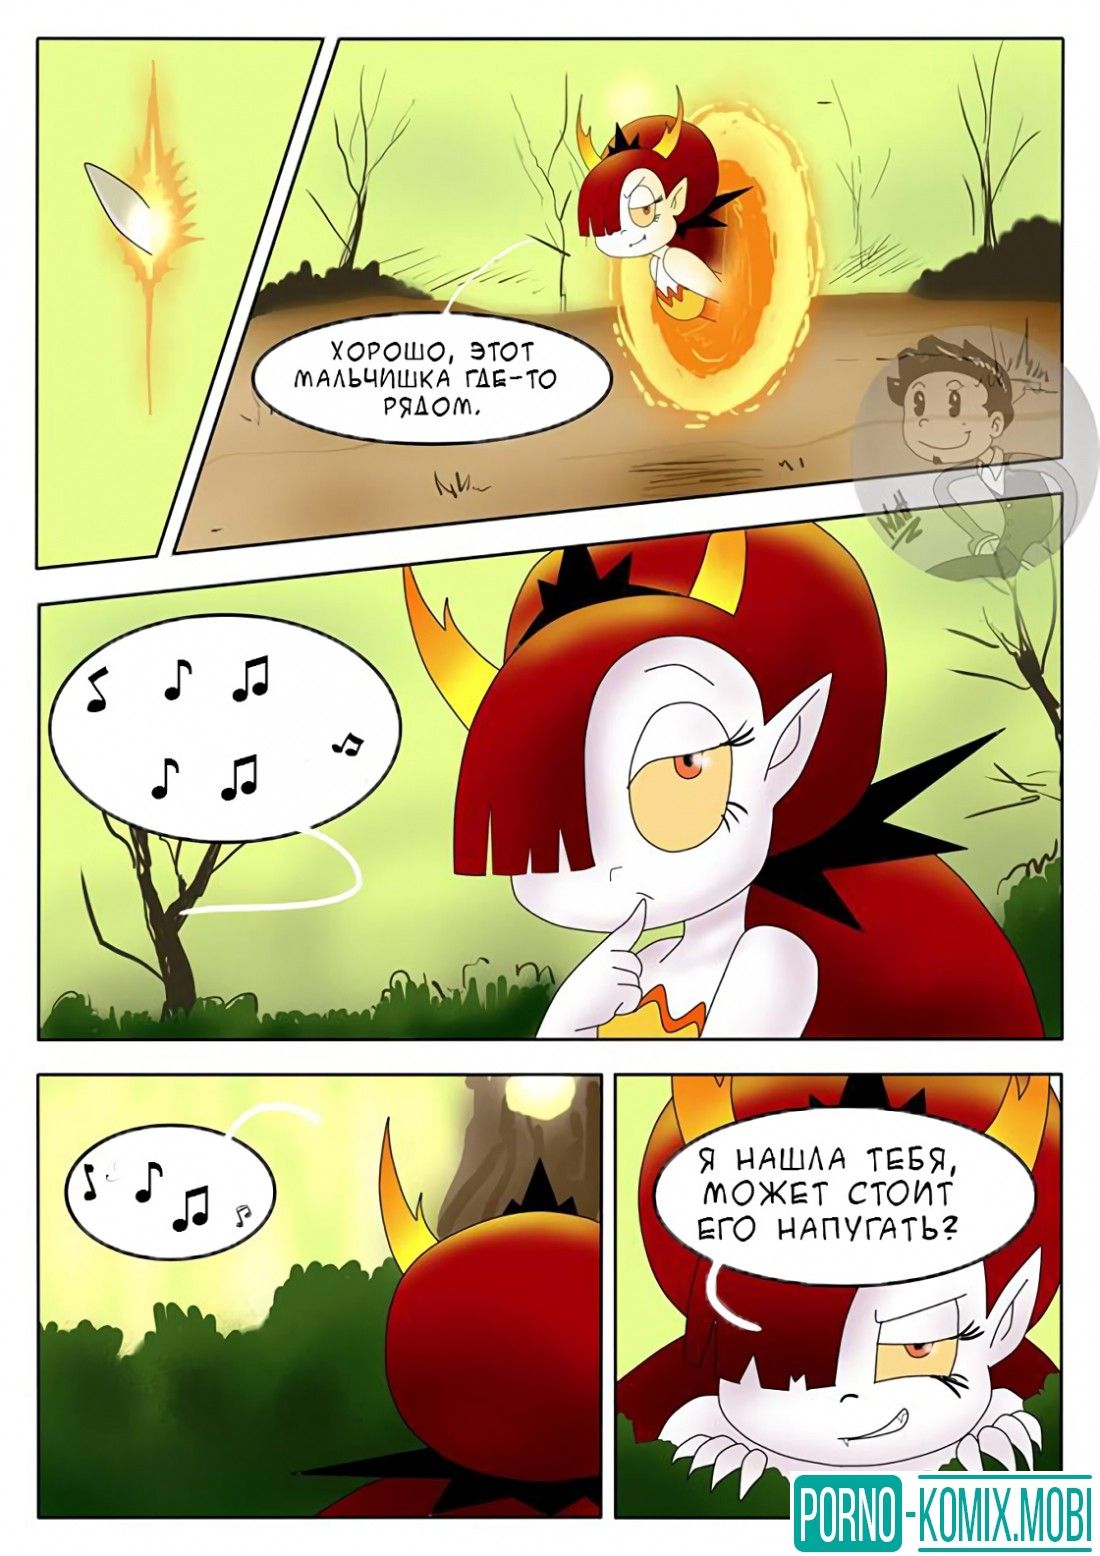 ХОРОШО, ЭТОТ
МАЛЬЧИШКА ГДЕ-ТО
РЯДОМ.
Я НАШЛА ТЕБЯ,
МОЖЕТ СТОИТ
ЕГО НАПУГАТЬ?
PORNO-KOMIX.MOBI